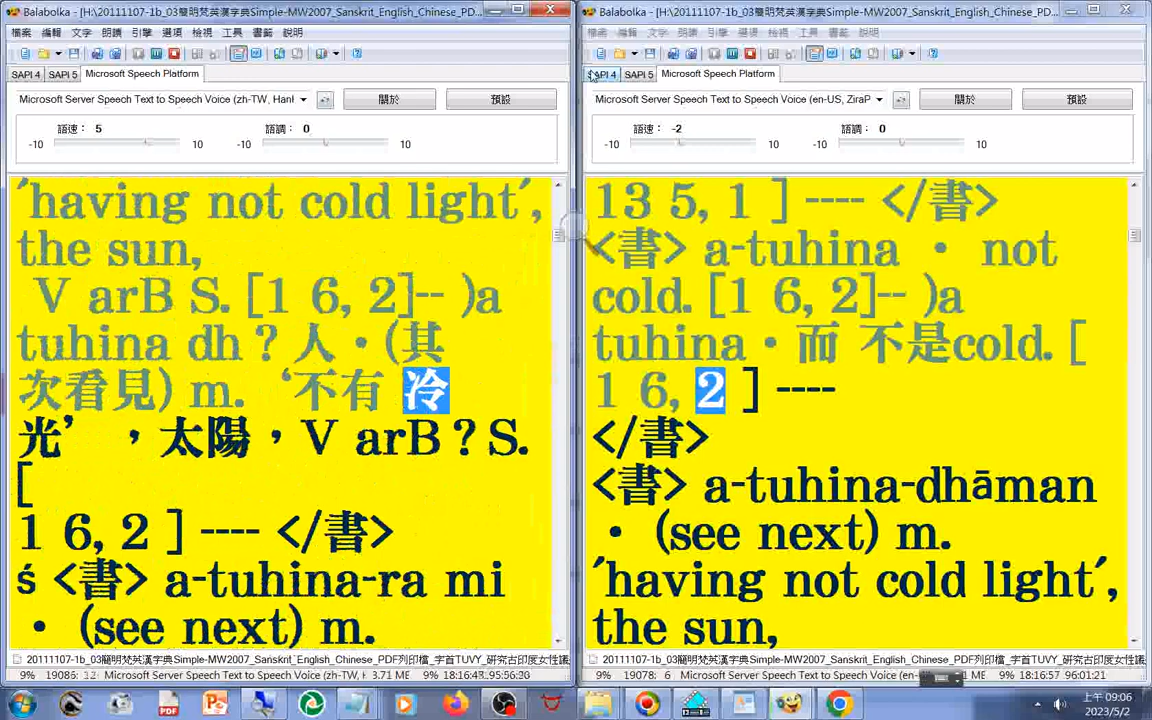 Balabolka - [H:\20111107-1b_03簡明梵英漢字典Simple-MW2007_Sanskrit_English_Chinese_PD...
檔案 編輯 文字 朗讀 引擎 選項 檢視 工具 書籤 說明
SAPI 4 SAPI 5 Microsoft Speech Platform
Microsoft Server Speech Text to Speech Voice (zh-TW, HanH 關於 預設
語速： 5 語調： 0
-10 10 -10 10
'having not cold light',
the sun,
V arB S. [1 6, 2]-- )a
tuhina dh？人・(其
次看見) m. ‘不有 冷
光’ ，太陽，V arB？S.
[
1 6, 2 ] ---- </書>
ś <書> a-tuhina-ra mi
• (see next) m.
20111107-1b_03簡明梵英漢字典Simple-MW2007_Sanskrit_English_Chinese_PDF列印檔_字首TUVY_研究古印度女性議
9% 19086: Microsoft Server Speech Text to Speech Voice (zh-TW, H 3.71 ME 9% 18:16:43.95:56:20
Balabolka - [H:\20111107-1b_03簡明梵英漢字典Simple-MW2007_Sanskrit_English_Chinese_PD...
檔案 編輯 文字 朗讀 引擎 選項 檢視 工具 書籤 說明
SAPI 4 SAPI 5 Microsoft Speech Platform
Microsoft Server Speech Text to Speech Voice (en-US, ZiraP 關於 預設
語速： -2 語調： 0
-10 10 -10 10
13 5, 1 ] ---- </書>
<書> a-tuhina • not
cold. [1 6, 2]-- )a
tuhina・而 不是cold. [
1 6, 2 ] ----
</書>
<書> a-tuhina-dhāman
• (see next) m.
'having not cold light',
the sun,
20111107-1b_03簡明梵英漢字典Simple-MW2007_Sanskrit_English_Chinese_PDF列印檔_字首TUVY_研究古印度女性議
9% 19078: 6 Microsoft Server Speech Text to Speech Voice 1 ME 9% 18:16:57 96:01:21
PDF
上午 09:06
2023/5/2